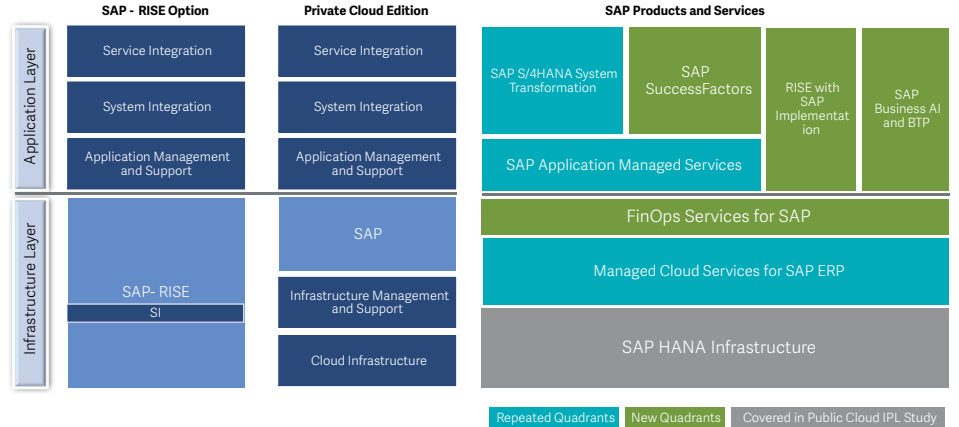 SAP - RISE Option
Private Cloud Edition
SAP Products and Services
Application Layer
Service Integration
System Integration
Application Management
and Support
Service Integration
System Integration
Application Management
and Support
SAP S/4HANA System
Transformation
SAP
SuccessFactors
RISE with
SAP
Implementat
ion
SAP
Business AI
and BTP
SAP Application Managed Services
Infrastructure Layer
SAP- RISE
SI
SAP
Infrastructure Management
and Support
Cloud Infrastructure
FinOps Services for SAP
Managed Cloud Services for SAP ERP
SAP HANA Infrastructure
Repeated Quadrants
New Quadrants
Covered in Public Cloud IPL Study